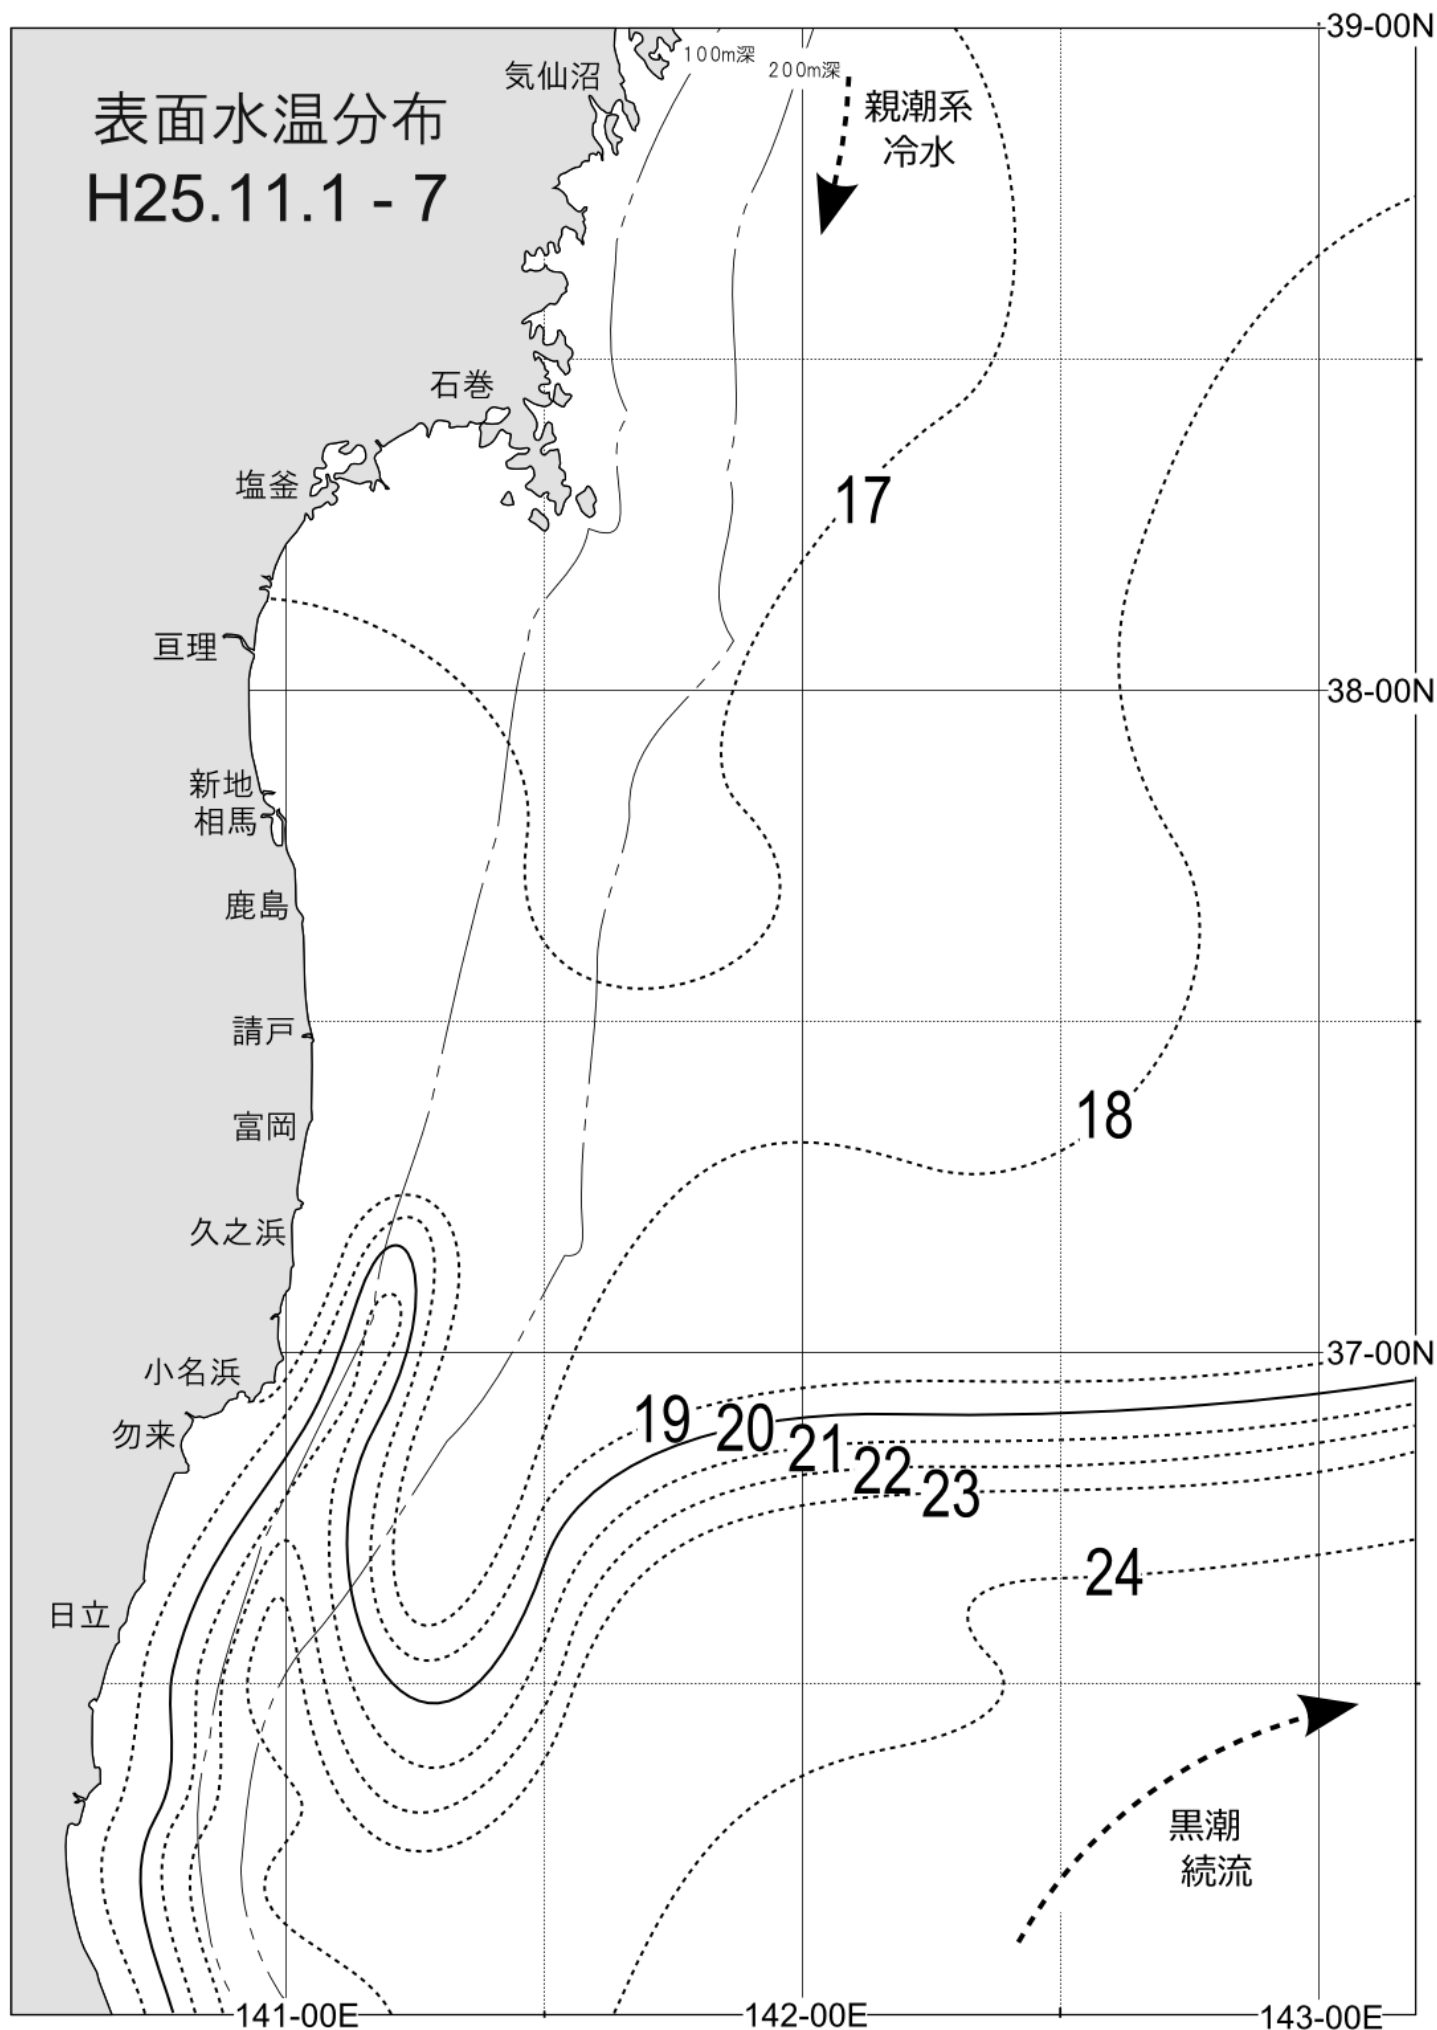 39-00N
100m深
200m深
気仙沼
表面水温分布
H25.11.1 - 7
親潮系
冷水
石巻
塩釜
17
亘理
38-00N
新地
相馬
鹿島
請戸
富岡
18
久之浜
37-00N
小名浜
勿来
19
20
21
22
23
24
日立
黒潮
続流
141-00E
142-00E
143-00E